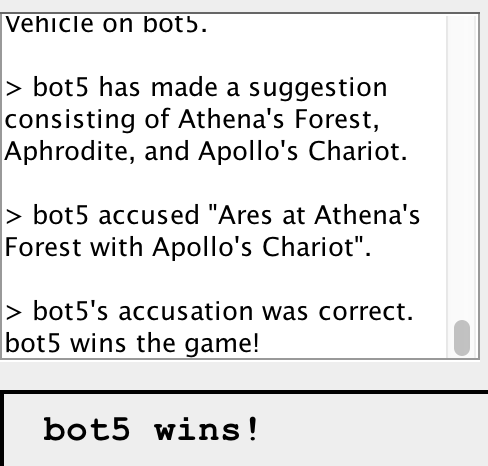 Vehicle on bot5.
> bot5 has made a suggestion
consisting of Athena's Forest,
Aphrodite, and Apollo's Chariot.
> bot5 accused "Ares at Athena's
Forest with Apollo's Chariot".
> bot5's accusation was correct.
bot5 wins the game!
bot5 wins!